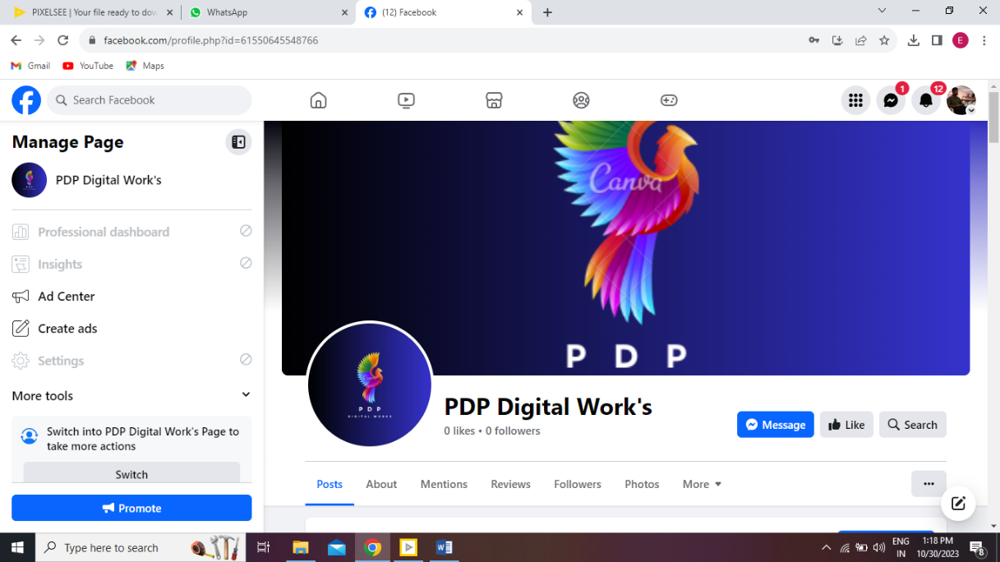 PIXELSEE | Your file ready to dow
WhatsApp
(12) Facebook
facebook.com/profile.php?id=61550645548766
E
Gmail
YouTube
Maps
Search Facebook
1
12
Manage Page
PDP Digital Work's
Professional dashboard
Insights
Ad Center
Create ads
Settings
More tools
Switch into PDP Digital Work's Page to
take more actions
Switch
Promote
Canva
PDP
PDP
DIGITAL WORKS
PDP Digital Work's
0 likes • 0 followers
Message
Like
Search
Posts
About
Mentions
Reviews
Followers
Photos
More
Type here to search
ENG
IN
1:18 PM
10/30/2023
8